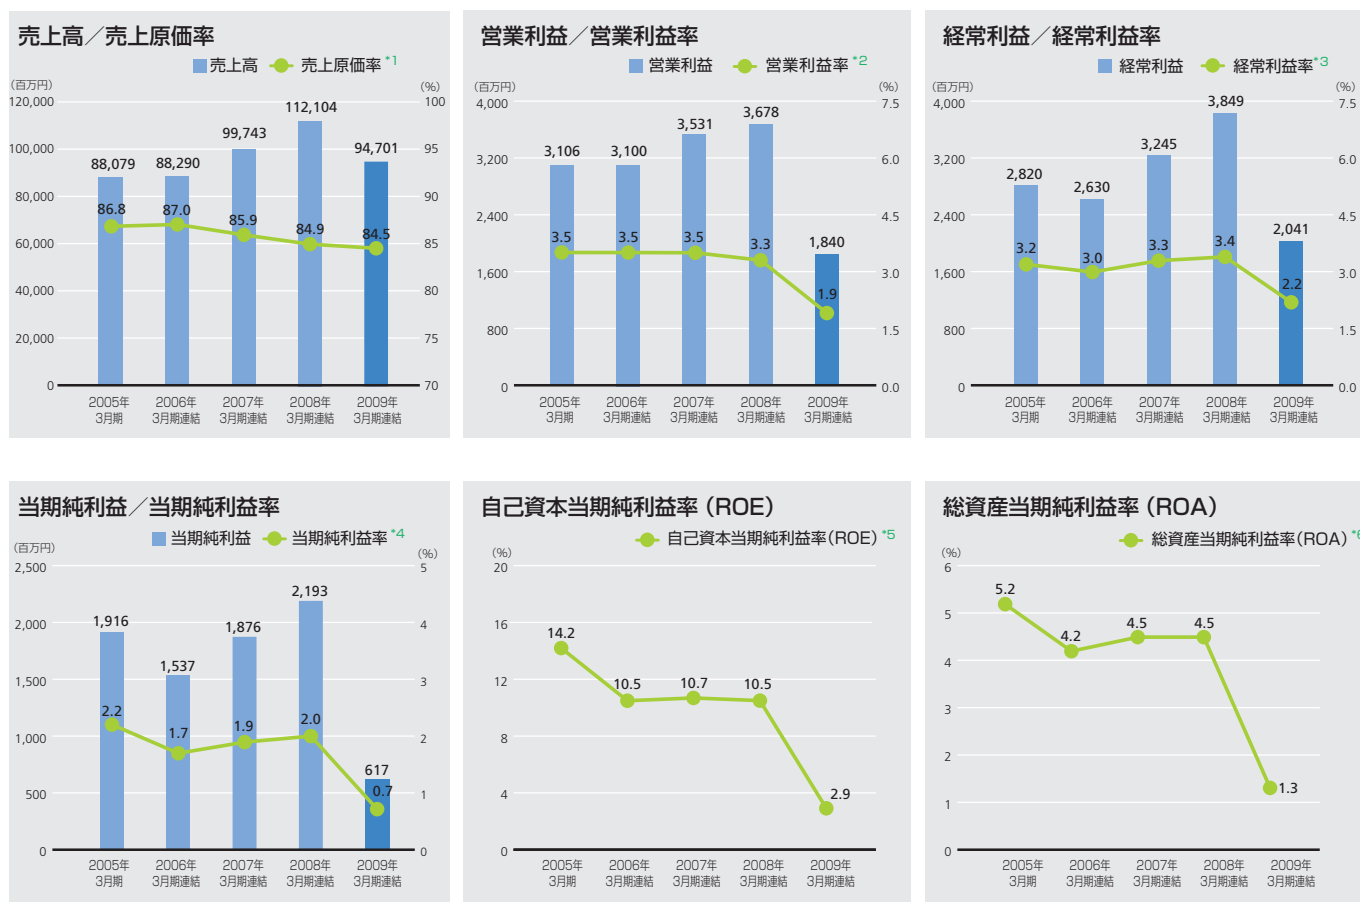 売上高／売上原価率
売上高 売上原価率 *1
(百万円) (%)
120,000 100
112,104
99,743
100,000 95
94,701
88,079 88,290
80,000 90
86.8 87.0 85.9 84.9 84.5
60,000 85
40,000 80
20,000 75
0 70
2005年 2006年 2007年 2008年 2009年
3月期 3月期連結 3月期連結 3月期連結 3月期連結
営業利益／営業利益率
営業利益 営業利益率 *2
(百万円) (%)
4,000 7.5
3,678
3,531
3,106 3,100
3,200 6.0
2,400 4.5
3.5 3.5 3.5 3.3
1,840
1,600 3.0
1.9
800 1.5
0 0.0
2005年 2006年 2007年 2008年 2009年
3月期 3月期連結 3月期連結 3月期連結 3月期連結
経常利益／経常利益率
経常利益 経常利益率*3
(百万円) (%)
4,000 7.5
3,849
3,245
3,200 6.0
2,820
2,630
2,400 4.5
2,041
3.2 3.0 3.3 3.4
1,600 3.0
2.2
800 1.5
0 0.0
2005年 2006年 2007年 2008年 2009年
3月期 3月期連結 3月期連結 3月期連結 3月期連結
当期純利益／当期純利益率
当期純利益 当期純利益率 *4
(百万円) (%)
2,500 5
2,193
1,916 1,876
2,000 4
1,537
1,500 3
2.2 1.7 1.9 2.0
1,000 2
617
0.7
500 1
0 0
2005年 2006年 2007年 2008年 2009年
3月期 3月期連結 3月期連結 3月期連結 3月期連結
自己資本当期純利益率（ROE）
自己資本当期純利益率(ROE) *5
(%)
20
16
14.2
12
10.5 10.7 10.5
8
4
2.9
0
2005年 2006年 2007年 2008年 2009年
3月期 3月期連結 3月期連結 3月期連結 3月期連結
総資産当期純利益率（ROA）
総資産当期純利益率(ROA) *6
(%)
6
5.2
5
4.2 4.5 4.5
4
3
2
1.3
1
0
2005年 2006年 2007年 2008年 2009年
3月期 3月期連結 3月期連結 3月期連結 3月期連結